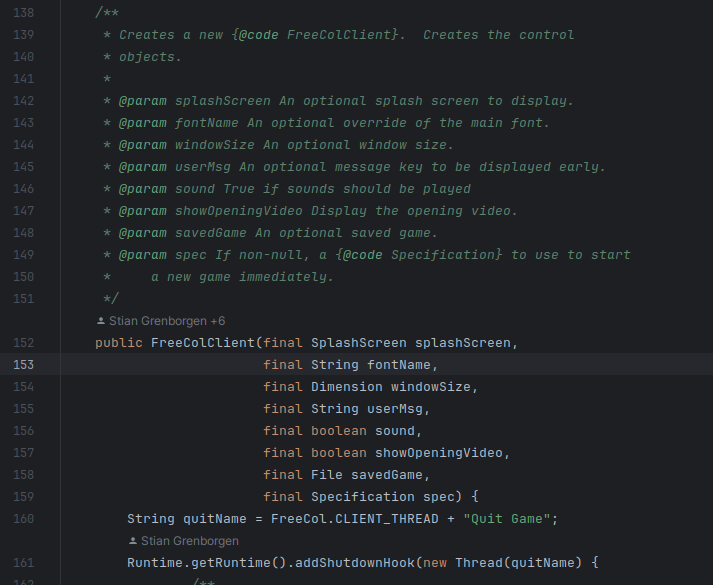 138 /**
139 * Creates a new {@code FreeColClient}.  Creates the control
140 * objects.
141 *
142 * @param splashScreen An optional splash screen to display.
143 * @param fontName An optional override of the main font.
144 * @param windowSize An optional window size.
145 * @param userMsg An optional message key to be displayed early.
146 * @param sound True if sounds should be played
147 * @param showOpeningVideo Display the opening video.
148 * @param savedGame An optional saved game.
149 * @param spec If non-null, a {@code Specification} to use to start
150 *     a new game immediately.
151 */
Stian Grenborgen +6
152 public FreeColClient(final SplashScreen splashScreen,
153 final String fontName,
154 final Dimension windowSize,
155 final String userMsg,
156 final boolean sound,
157 final boolean showOpeningVideo,
158 final File savedGame,
159 final Specification spec) {
160 String quitName = FreeCol.CLIENT_THREAD + "Quit Game";
Stian Grenborgen
161 Runtime.getRuntime().addShutdownHook(new Thread(quitName) {
162 /**